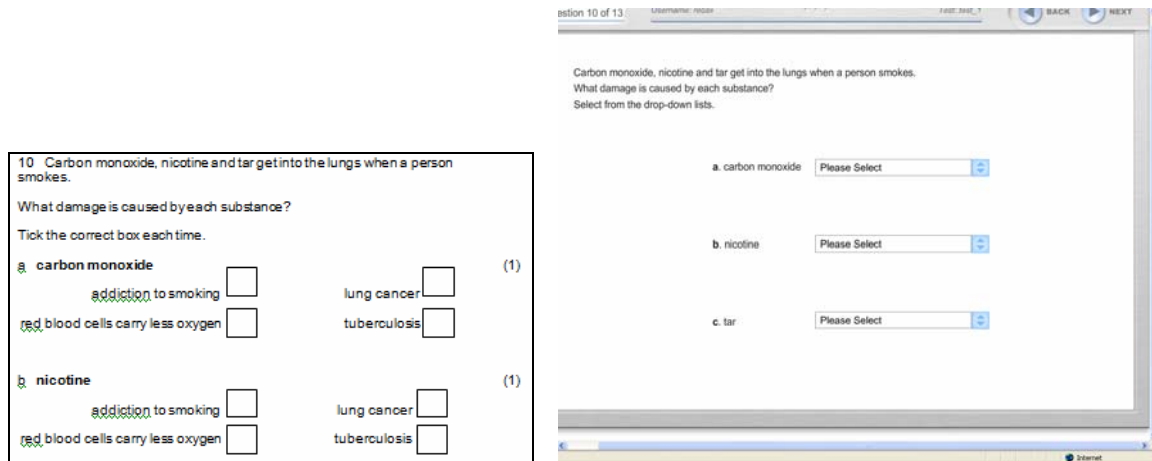 10 Carbon monoxide, nicotine and tar get into the lungs when a person
smokes.
What damage is caused by each substance?
Tick the correct box each time.
a carbon monoxide (1)
addiction to smoking lung cancer
red blood cells carry less oxygen tuberculosis
b nicotine (1)
addiction to smoking lung cancer
red blood cells carry less oxygen tuberculosis
estion 10 of 13 BACK NEXT
Carbon monoxide, nicotine and tar get into the lungs when a person smokes.
What damage is caused by each substance?
Select from the drop-down lists.
a. carbon monoxide Please Select
b. nicotine Please Select
c. tar Please Select
Internet